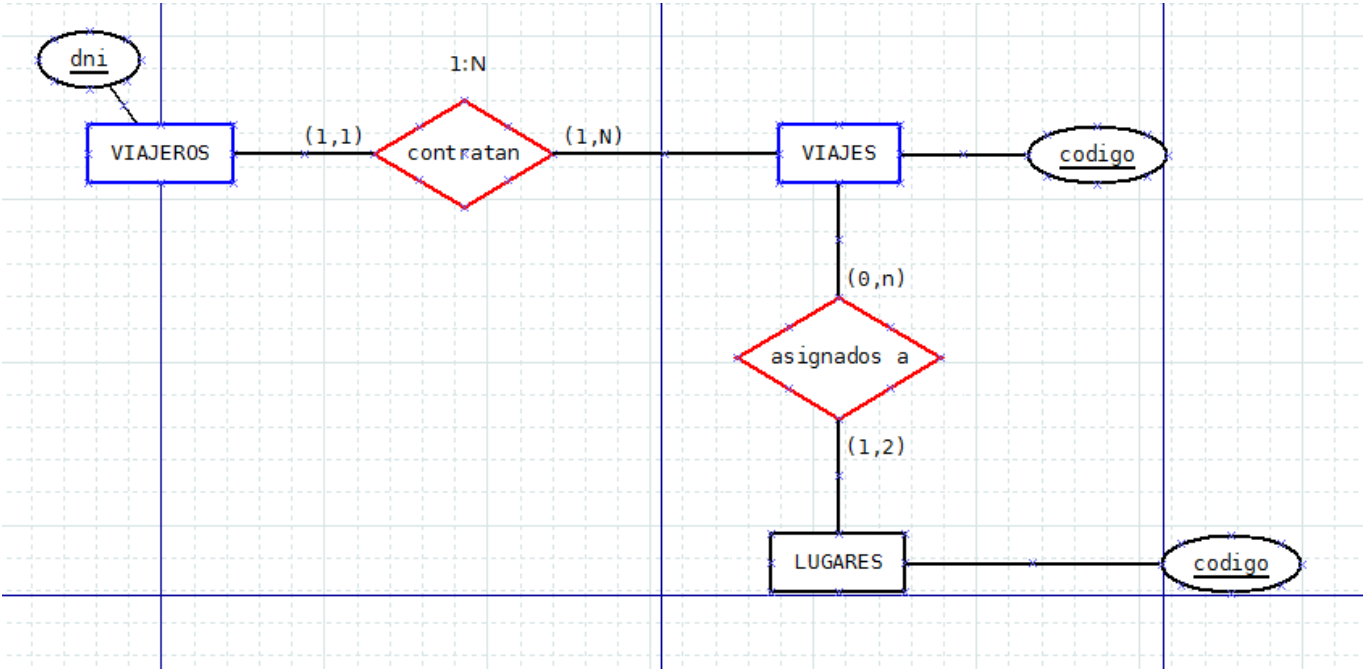 dni
1:N
VIAJEROS
(1,1)
contratan
(1,N)
VIAJES
codigo
(0,n)
asignados a
(1,2)
LUGARES
codigo